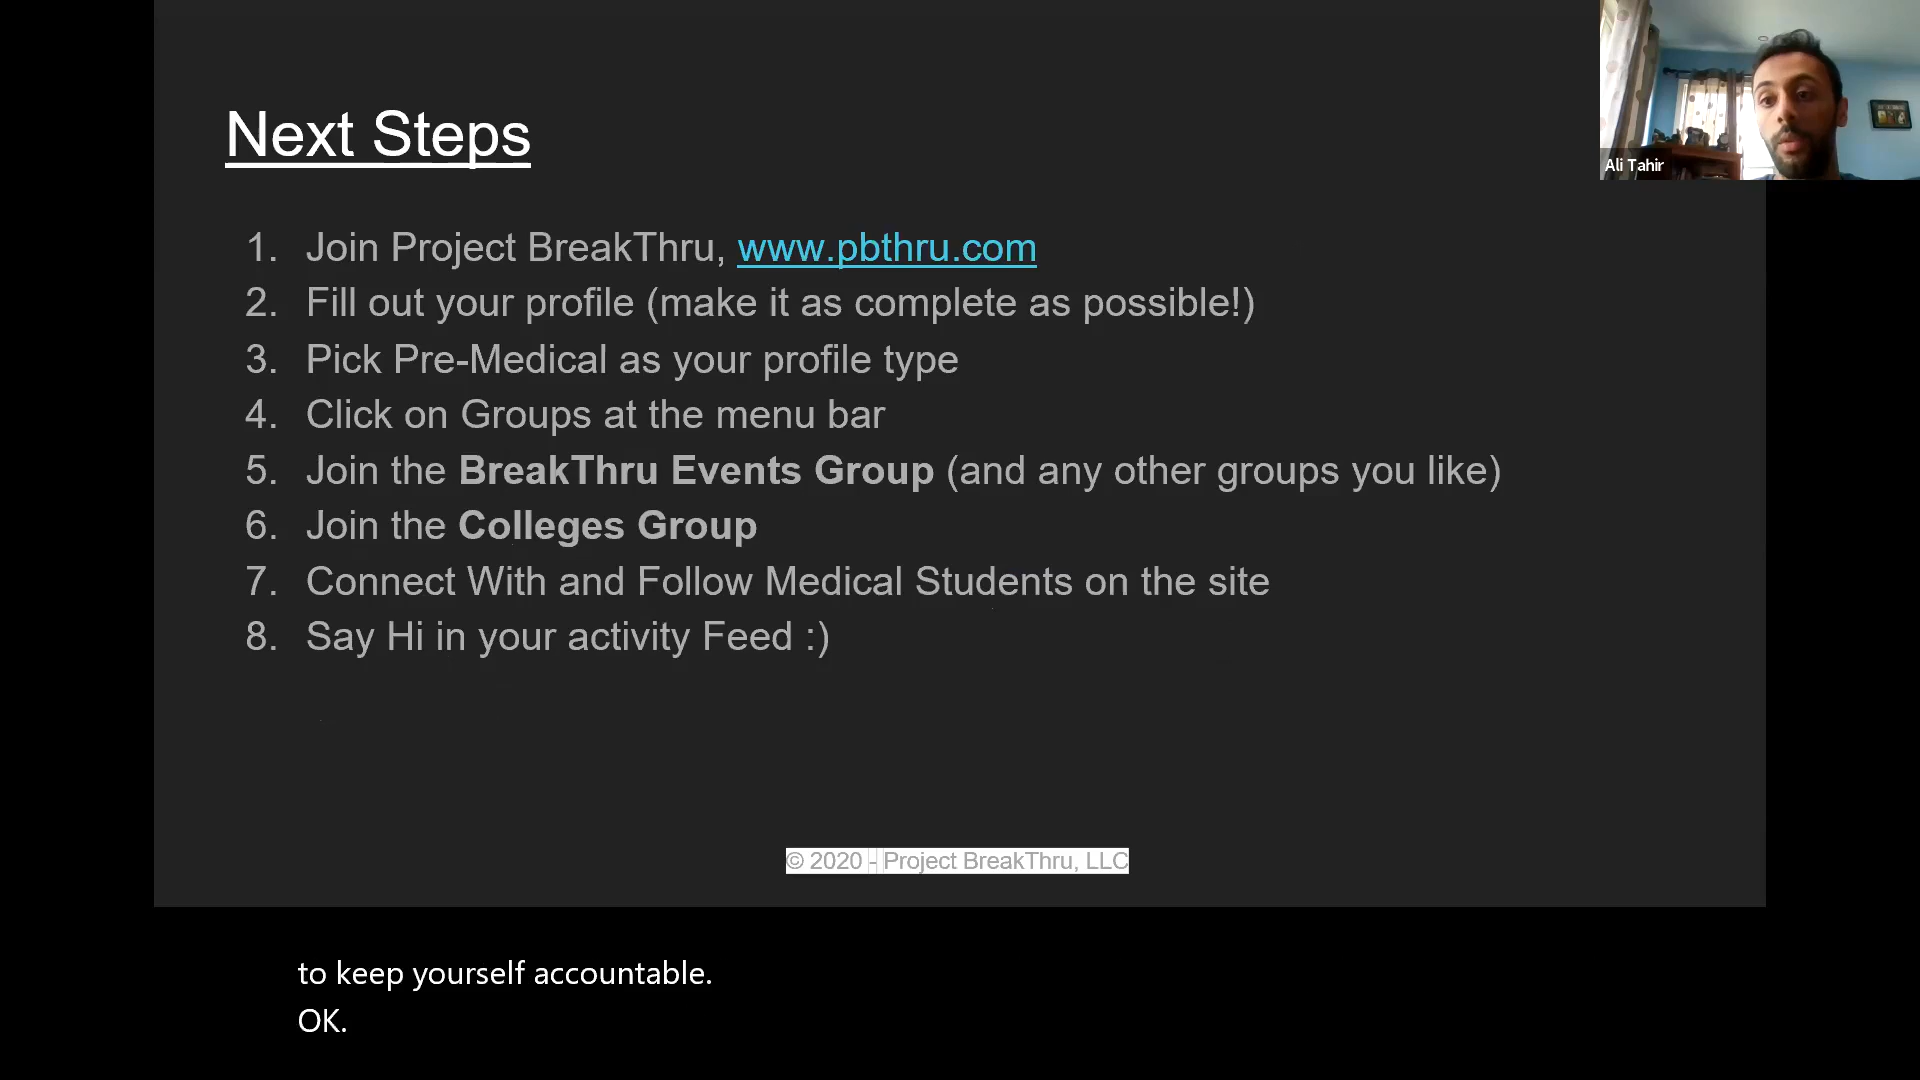 Next Steps
Ali Tahir
1. Join Project BreakThru, www.pbthru.com
2. Fill out your profile (make it as complete as possible!)
3. Pick Pre-Medical as your profile type
4. Click on Groups at the menu bar
5. Join the BreakThru Events Group (and any other groups you like)
6. Join the Colleges Group
7. Connect With and Follow Medical Students on the site
8. Say Hi in your activity Feed :)
© 2020 - Project BreakThru, LLC
to keep yourself accountable.
OK.